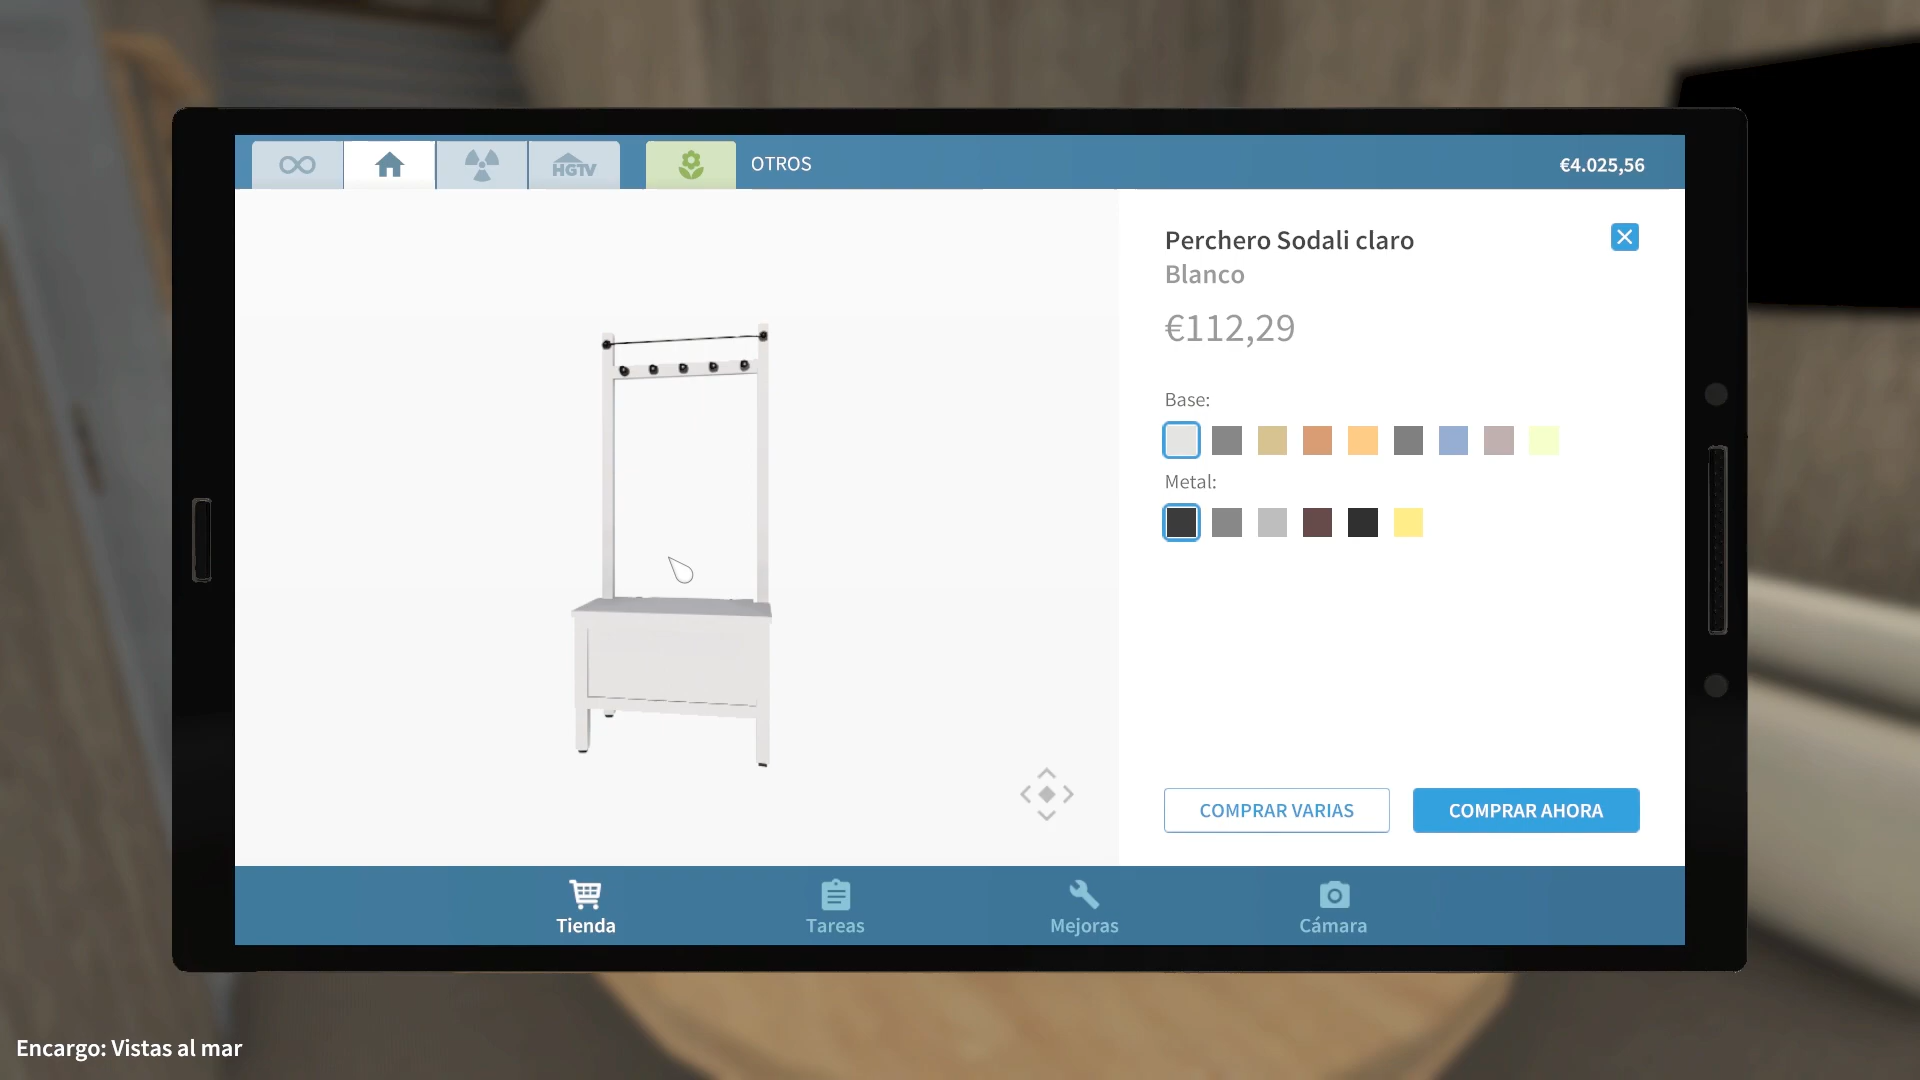 HGTV
OTROS
€4.025,56
Perchero Sodali claro
Blanco
€112,29
Base:
Metal:
COMPRAR VARIAS
COMPRAR AHORA
Tienda
Tareas
Mejoras
Cámara
Encargo: Vistas al mar